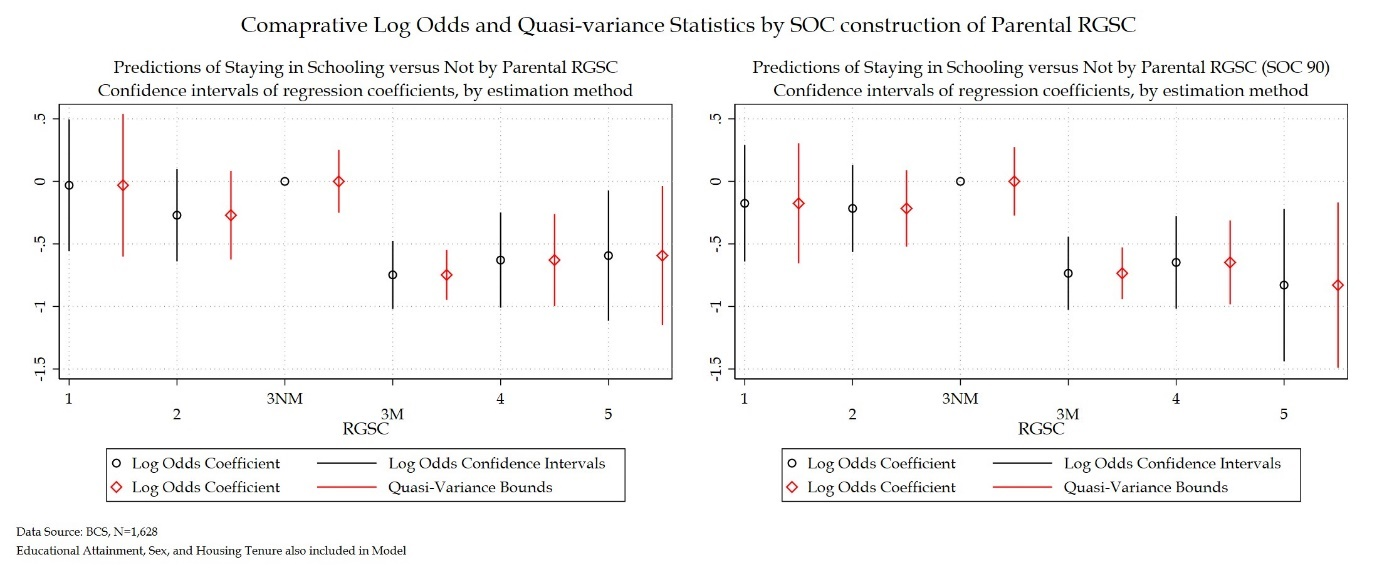 Comaprative Log Odds and Quasi-variance Statistics by SOC construction of Parental RGSC
Predictions of Staying in Schooling versus Not by Parental RGSC
Confidence intervals of regression coefficients, by estimation method
.5
0
-.5
-1
-1.5
1
2
3NM
3M
4
5
RGSC
Log Odds Coefficient
Log Odds Confidence Intervals
Log Odds Coefficient
Quasi-Variance Bounds
Predictions of Staying in Schooling versus Not by Parental RGSC (SOC 90)
Confidence intervals of regression coefficients, by estimation method
.5
0
-.5
-1
-1.5
1
2
3NM
3M
4
5
RGSC
Log Odds Coefficient
Log Odds Confidence Intervals
Log Odds Coefficient
Quasi-Variance Bounds
Data Source: BCS, N=1,628
Educational Attainment, Sex, and Housing Tenure also included in Model